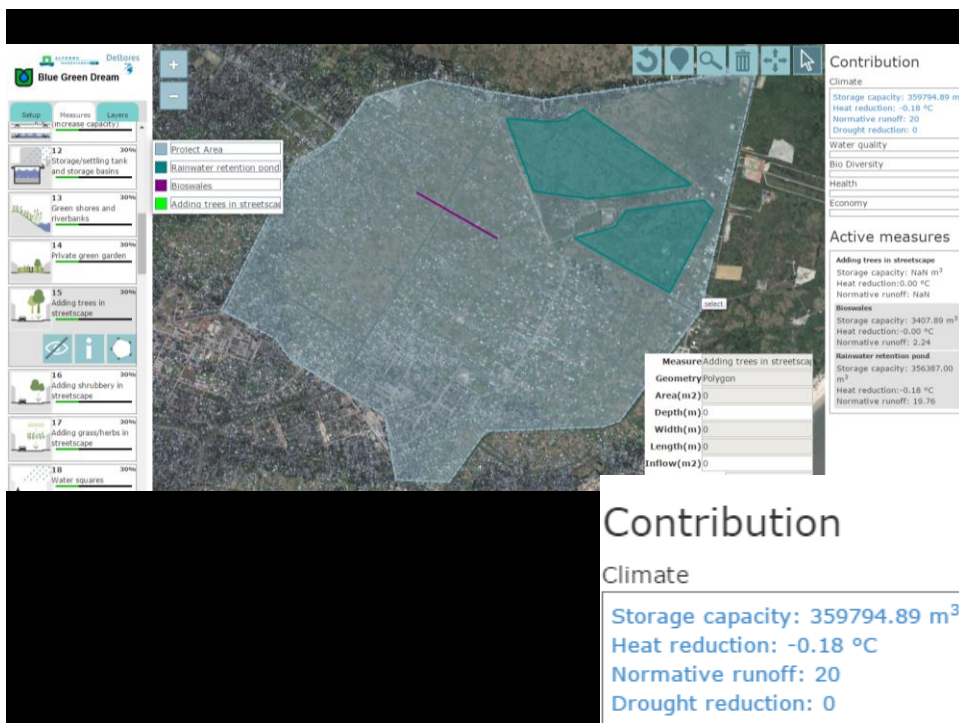 ALTERRA
Deltares
Blue Green Dream
Setup
Measures
Layers
(increase capacity)
12
30%
Storage/settling tank
and storage basins
13
30%
Green shores and
riverbanks
14
30%
Private green garden
15
30%
Adding trees in
streetscape
16
30%
Adding shrubbery in
streetscape
17
30%
Adding grass/herbs in
streetscape
18
30%
Water squares
+
−
Project Area
Rainwater retention pond
Bioswales
Adding trees in streetscap
select
Measure Adding trees in streetscap
Geometry Polygon
Area(m2) 0
Depth(m) 0
Width(m) 0
Length(m) 0
Inflow(m2) 0
Contribution
Climate
Storage capacity: 359794.89 m
Heat reduction: -0.18 °C
Normative runoff: 20
Drought reduction: 0
Water quality
Bio Diversity
Health
Economy
Active measures
Adding trees in streetscape
Storage capacity: NaN m³
Heat reduction:0.00 °C
Normative runoff: NaN
Bioswales
Storage capacity: 3407.89 m³
Heat reduction:-0.00 °C
Normative runoff: 2.24
Rainwater retention pond
Storage capacity: 356387.00
m³
Heat reduction:-0.18 °C
Normative runoff: 19.76
Contribution
Climate
Storage capacity: 359794.89 m³
Heat reduction: -0.18 °C
Normative runoff: 20
Drought reduction: 0